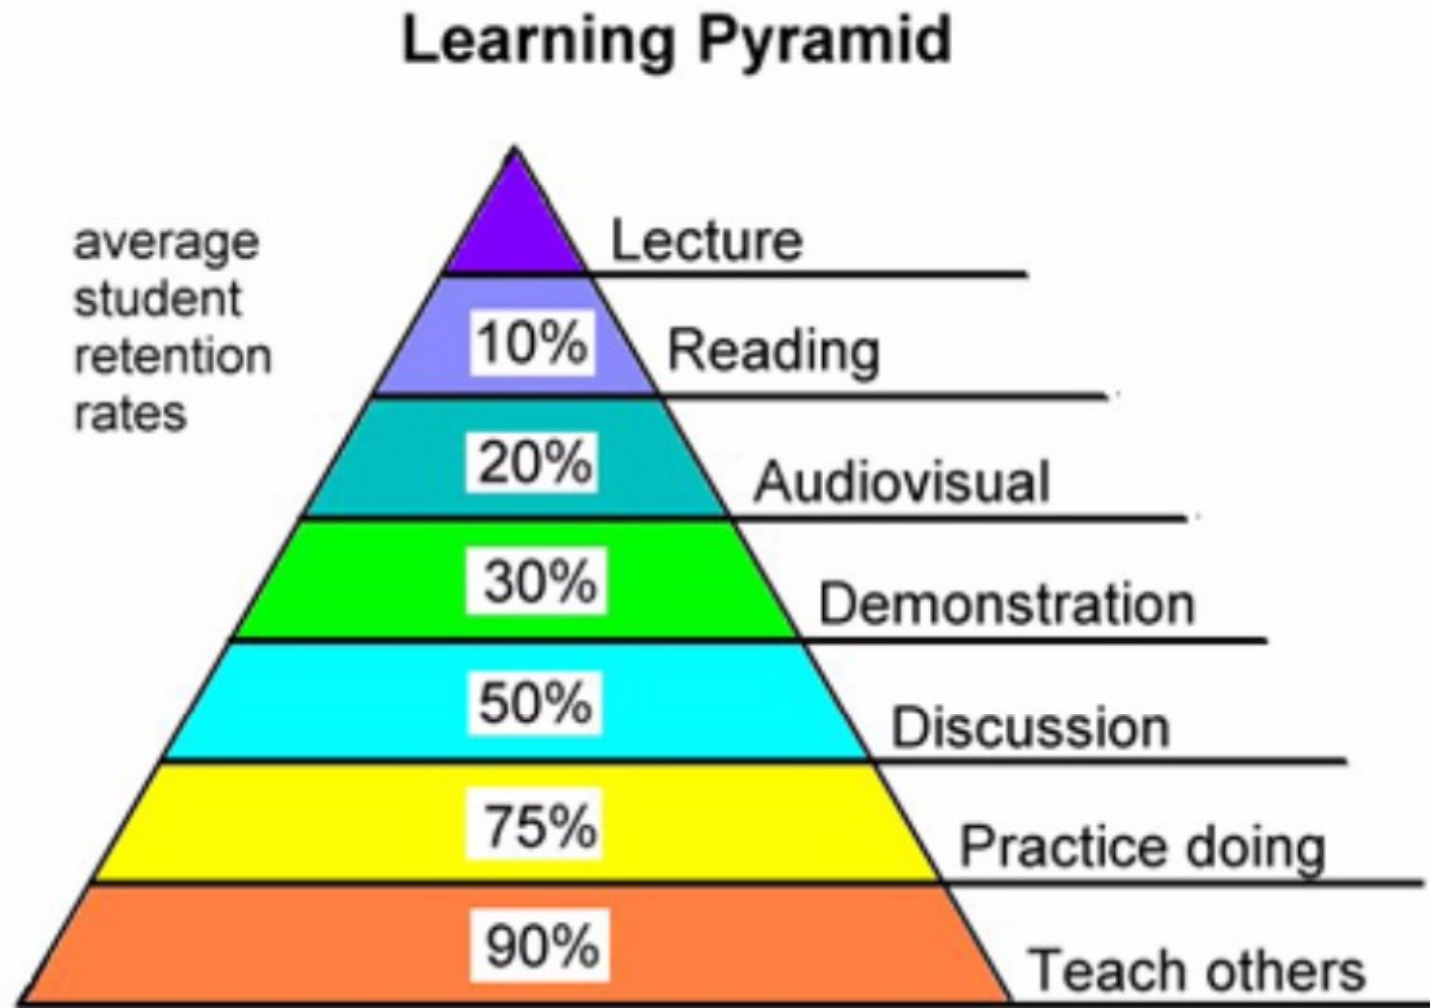 Learning Pyramid
average
student
retention
rates
Lecture
10% Reading
20% Audiovisual
30% Demonstration
50% Discussion
75% Practice doing
90% Teach others